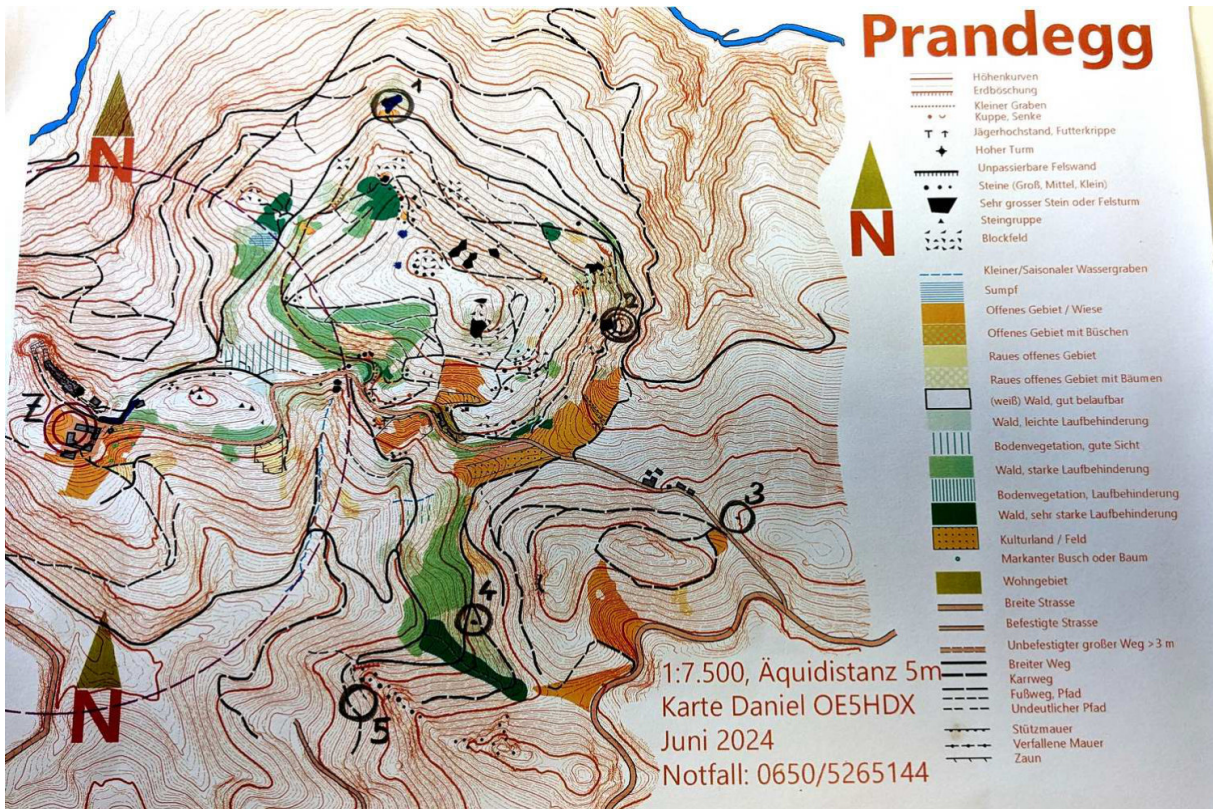 Prandegg
Höhenkurven
Erdböschung
Kleiner Graben
Kuppe, Senke
Jägerhochstand, Futterkrippe
Hoher Turm
Unpassierbare Felswand
Steine (Groß, Mittel, Klein)
Sehr grosser Stein oder Felsturm
Steingruppe
Blockfeld
Kleiner/Saisonaler Wassergraben
Sumpf
Offenes Gebiet / Wiese
Offenes Gebiet mit Büschen
Raues offenes Gebiet
Raues offenes Gebiet mit Bäumen
(weiß) Wald, gut belaufbar
Wald, leichte Laufbehinderung
Bodenvegetation, gute Sicht
Wald, starke Laufbehinderung
Bodenvegetation, Laufbehinderung
Wald, sehr starke Laufbehinderung
Kulturland / Feld
Markanter Busch oder Baum
Wohngebiet
Breite Strasse
Befestigte Strasse
Unbefestigter großer Weg >3 m
Breiter Weg
Karrweg
Fußweg, Pfad
Undeutlicher Pfad
Stützmauer
Verfallene Mauer
Zaun
N
N
N
1
2
3
4
5
Z
1:7.500, Äquidistanz 5m
Karte Daniel OE5HDX
Juni 2024
Notfall: 0650/5265144